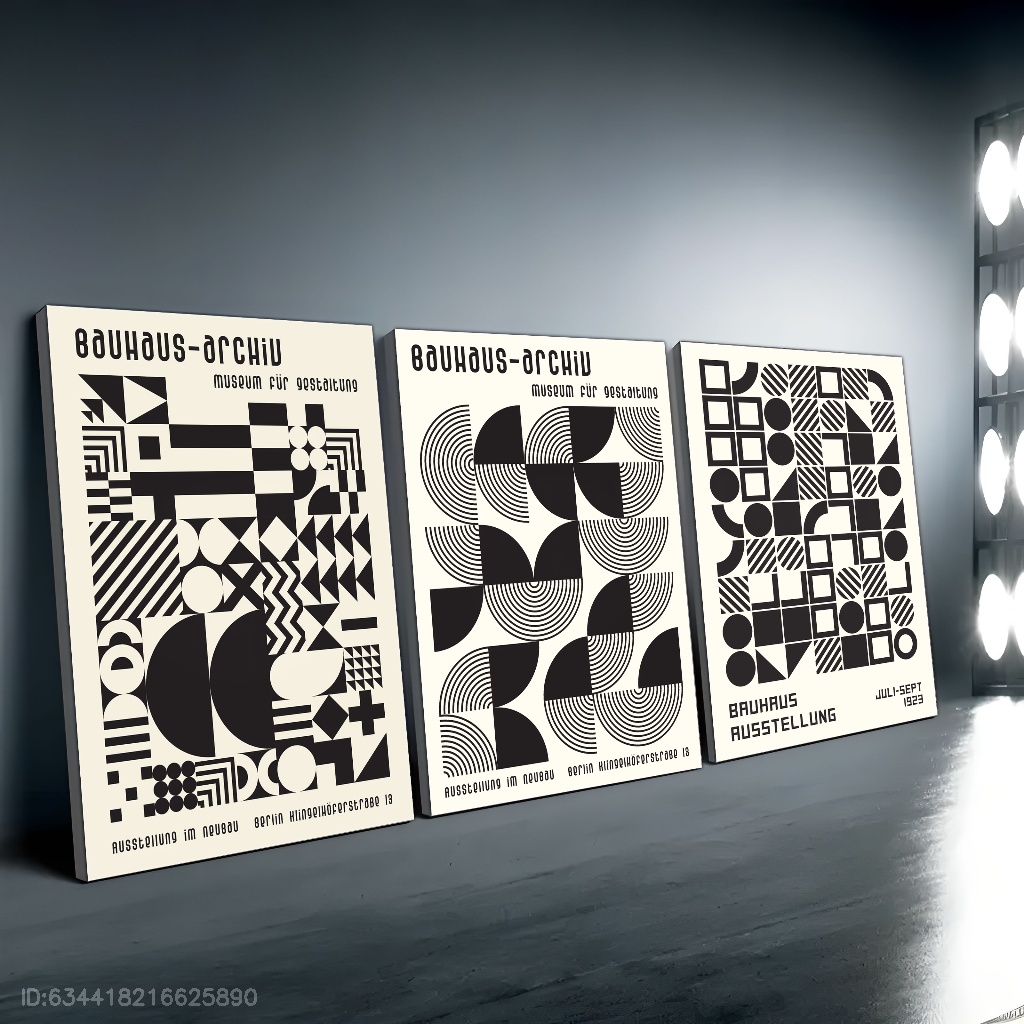 BAUHAUS-ARCHIV
MUSEUM FÜR GESTALTUNG
AUSSTELLUNG IM NEUBAU BERLIN KLINGELHÖFERSTRAßE 13
BAUHAUS-ARCHIV
MUSEUM FÜR GESTALTUNG
AUSSTELLUNG IM NEUBAU BERLIN KLINGELHÖFERSTRAßE 13
BAUHAUS
AUSSTELLUNG
JULI-SEPT
1923
ID:634418216625890